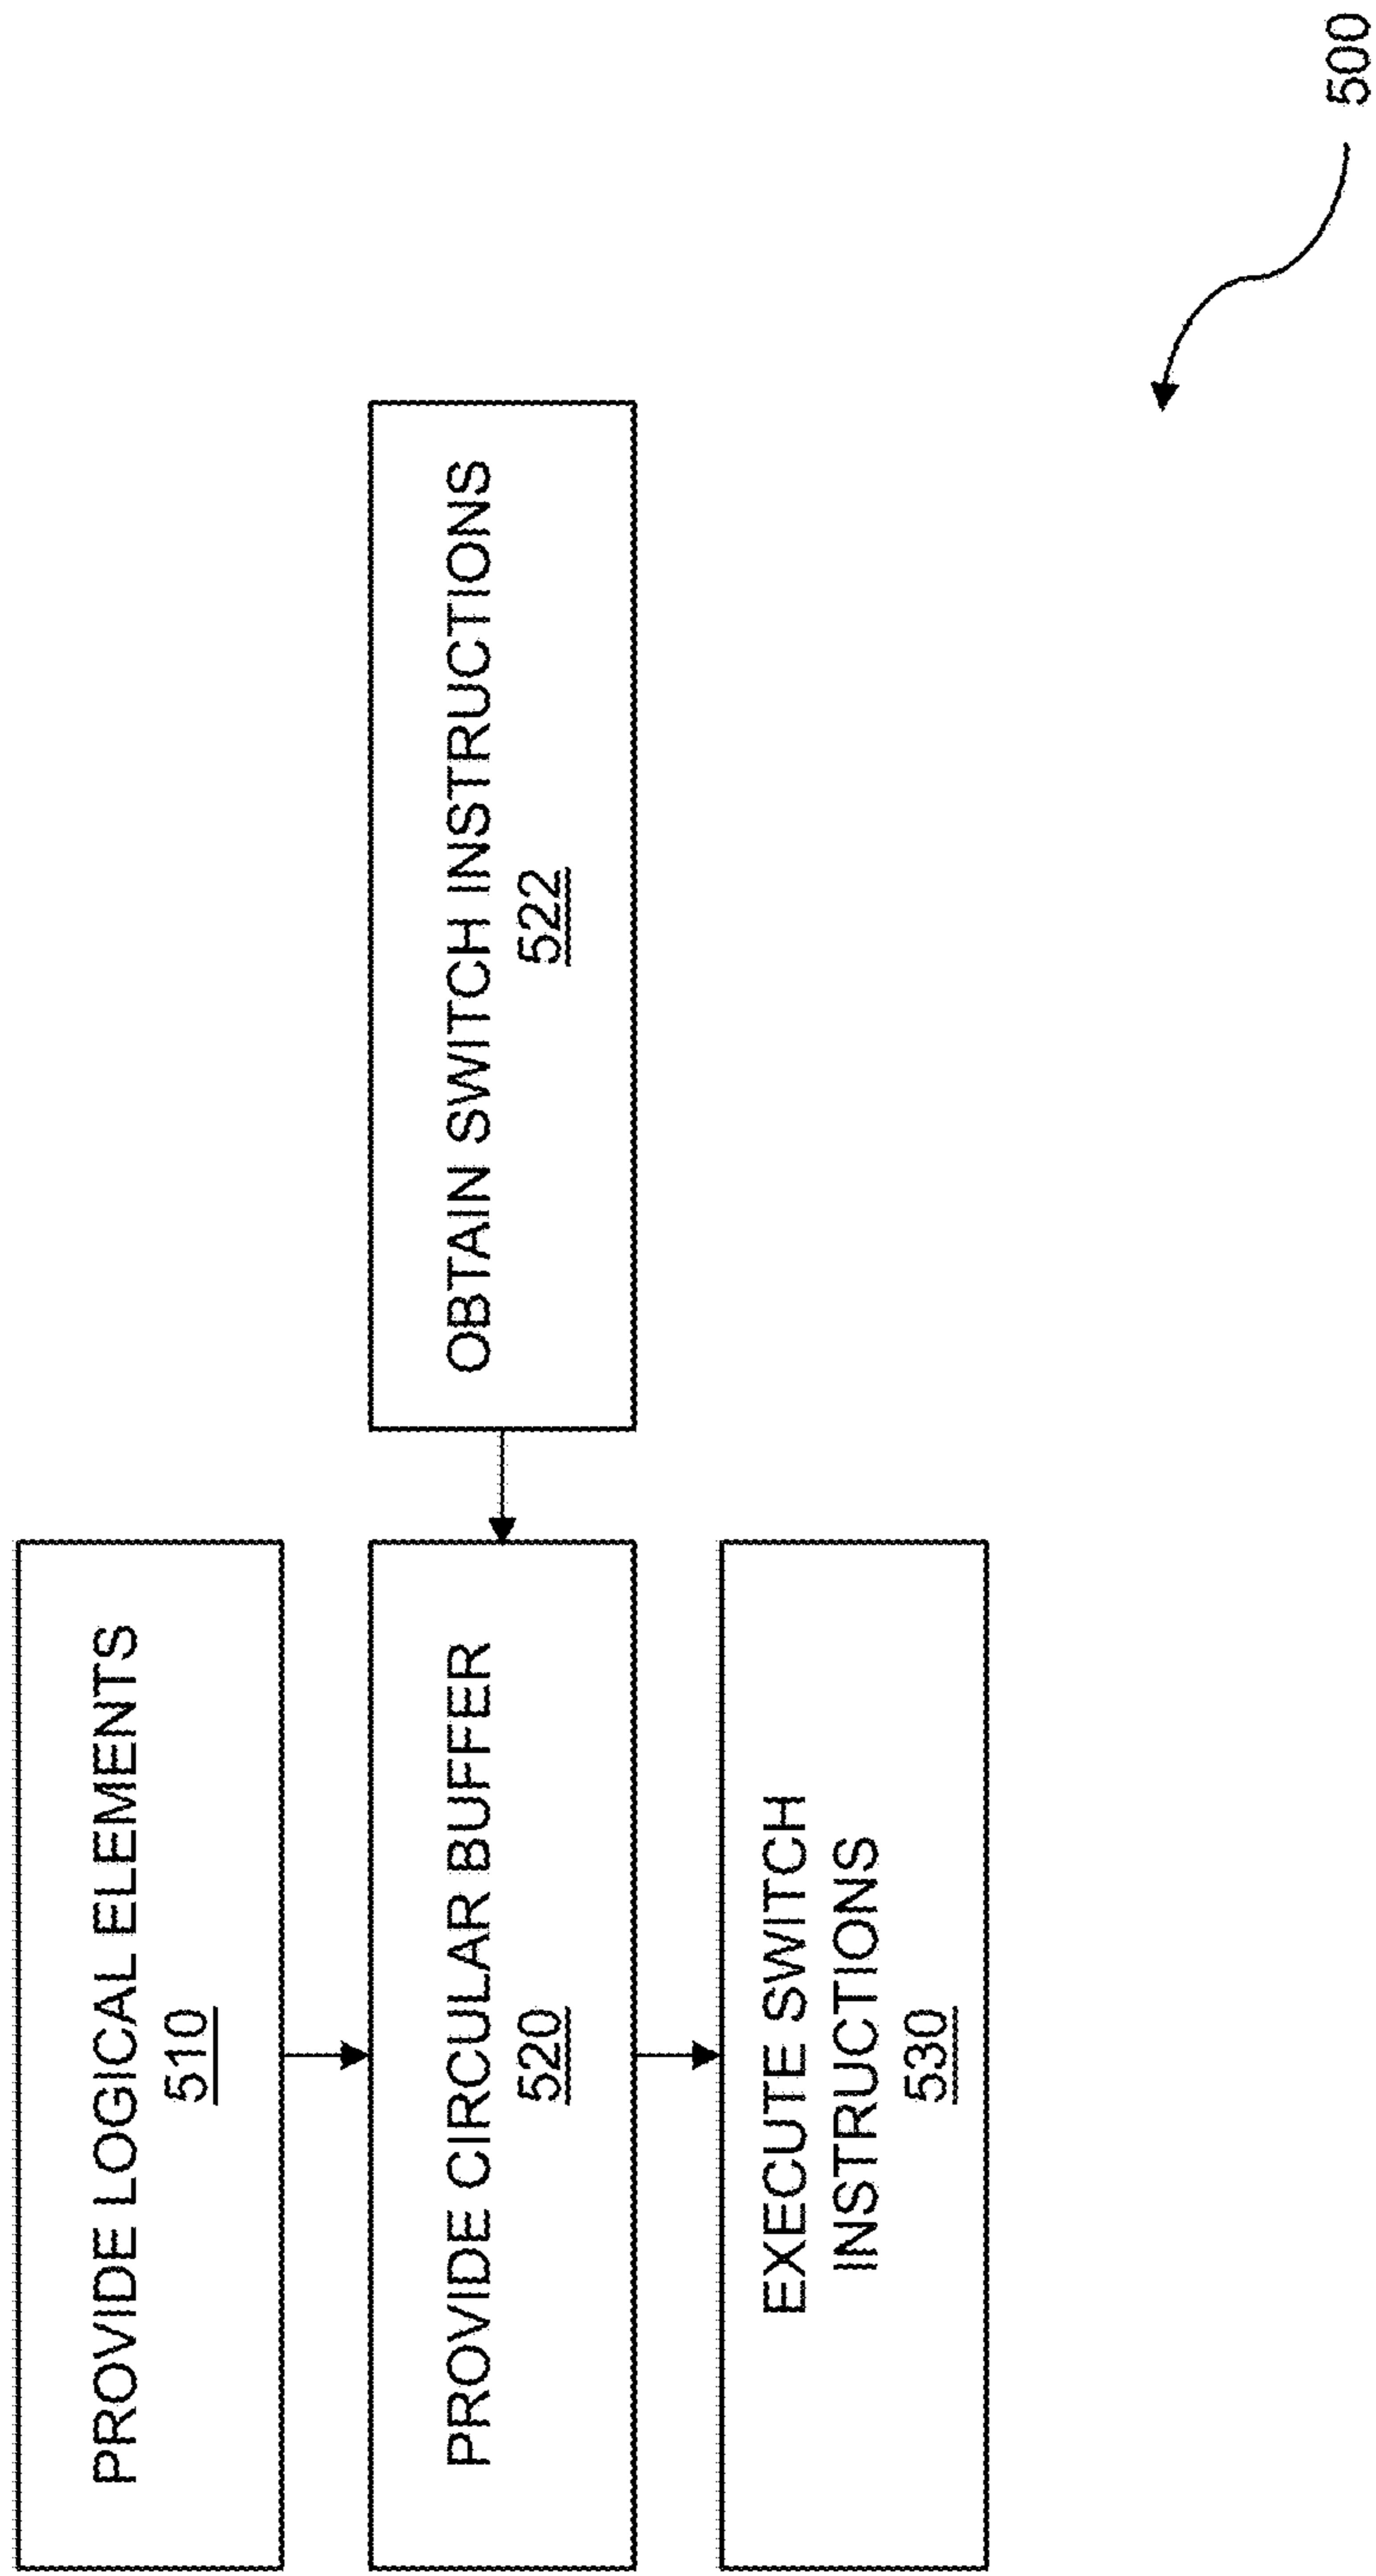 PROVIDE LOGICAL ELEMENTS
510
PROVIDE CIRCULAR BUFFER
520
OBTAIN SWITCH INSTRUCTIONS
522
EXECUTE SWITCH
INSTRUCTIONS
530
500